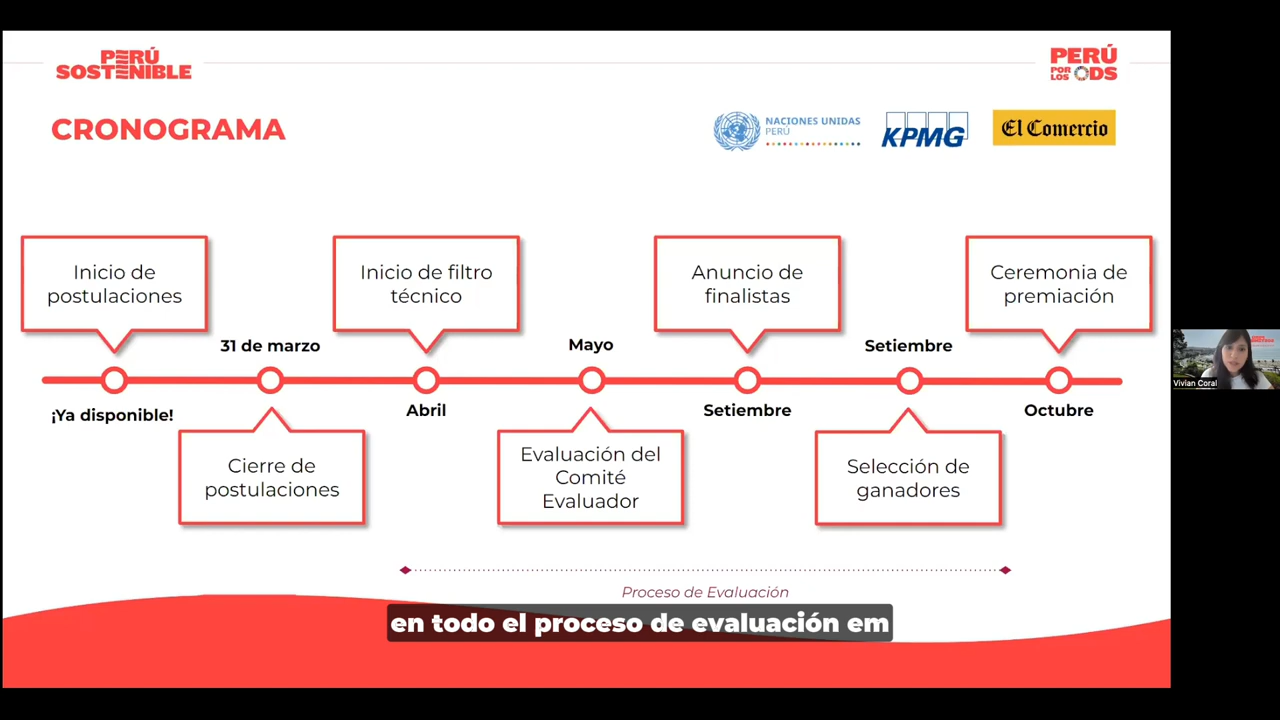 PERÚ
SOSTENIBLE
PERÚ
POR
LOS ODS
CRONOGRAMA
NACIONES UNIDAS
PERÚ
KPMG
El Comercio
Inicio de
postulaciones
Inicio de filtro
técnico
Anuncio de
finalistas
Ceremonia de
premiación
31 de marzo
Mayo
Setiembre
¡Ya disponible!
Abril
Setiembre
Octubre
Cierre de
postulaciones
Evaluación del
Comité
Evaluador
Selección de
ganadores
Proceso de Evaluación
en todo el proceso de evaluación em
Vivian Coral